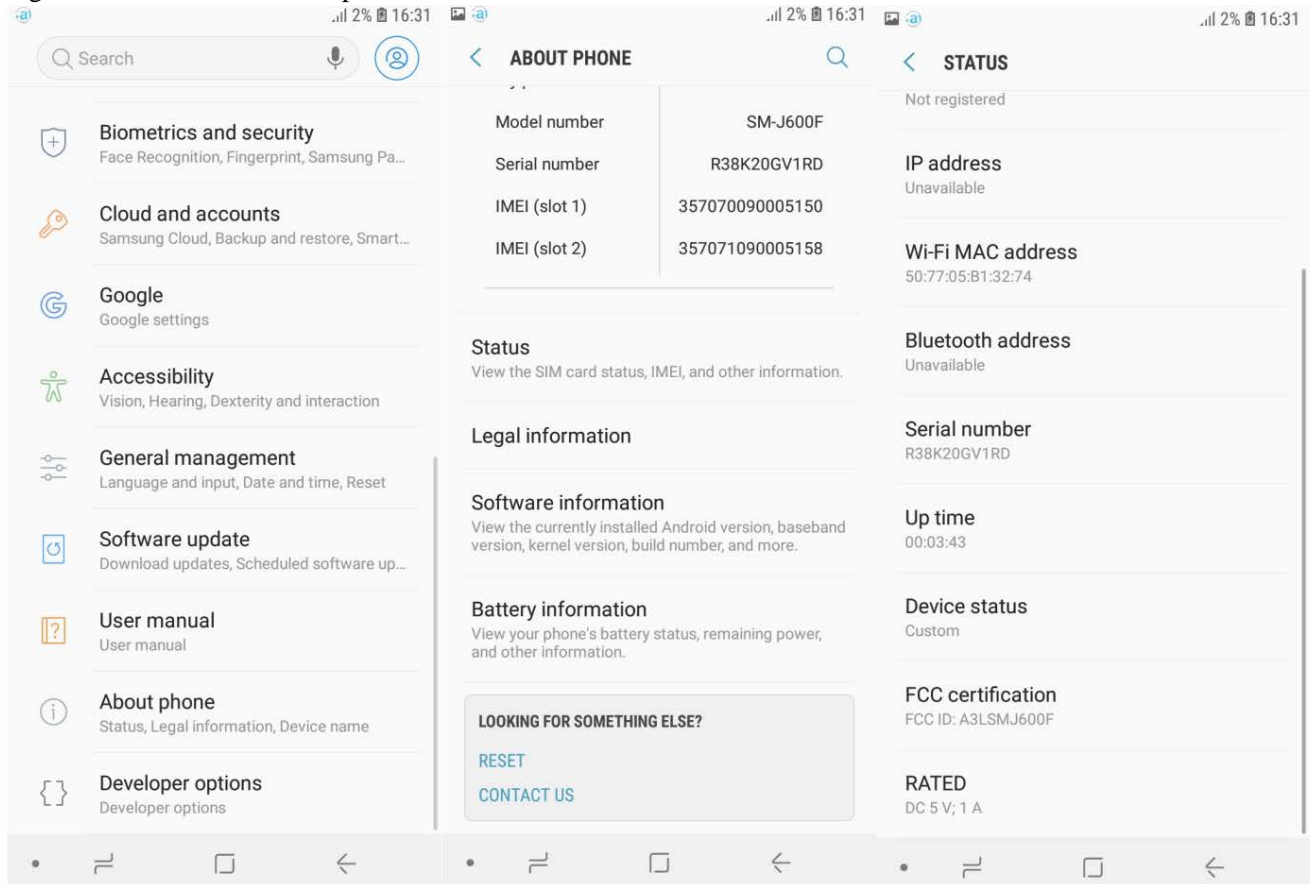 2% 16:31
Search
Biometrics and security
Face Recognition, Fingerprint, Samsung Pa...
Cloud and accounts
Samsung Cloud, Backup and restore, Smart...
Google
Google settings
Accessibility
Vision, Hearing, Dexterity and interaction
General management
Language and input, Date and time, Reset
Software update
Download updates, Scheduled software up...
User manual
User manual
About phone
Status, Legal information, Device name
Developer options
Developer options
2% 16:31
ABOUT PHONE
Model number SM-J600F
Serial number R38K20GV1RD
IMEI (slot 1) 357070090005150
IMEI (slot 2) 357071090005158
Status
View the SIM card status, IMEI, and other information.
Legal information
Software information
View the currently installed Android version, baseband
version, kernel version, build number, and more.
Battery information
View your phone's battery status, remaining power,
and other information.
LOOKING FOR SOMETHING ELSE?
RESET
CONTACT US
2% 16:31
STATUS
Not registered
IP address
Unavailable
Wi-Fi MAC address
50:77:05:B1:32:74
Bluetooth address
Unavailable
Serial number
R38K20GV1RD
Up time
00:03:43
Device status
Custom
FCC certification
FCC ID: A3LSMJ600F
RATED
DC 5 V; 1 A